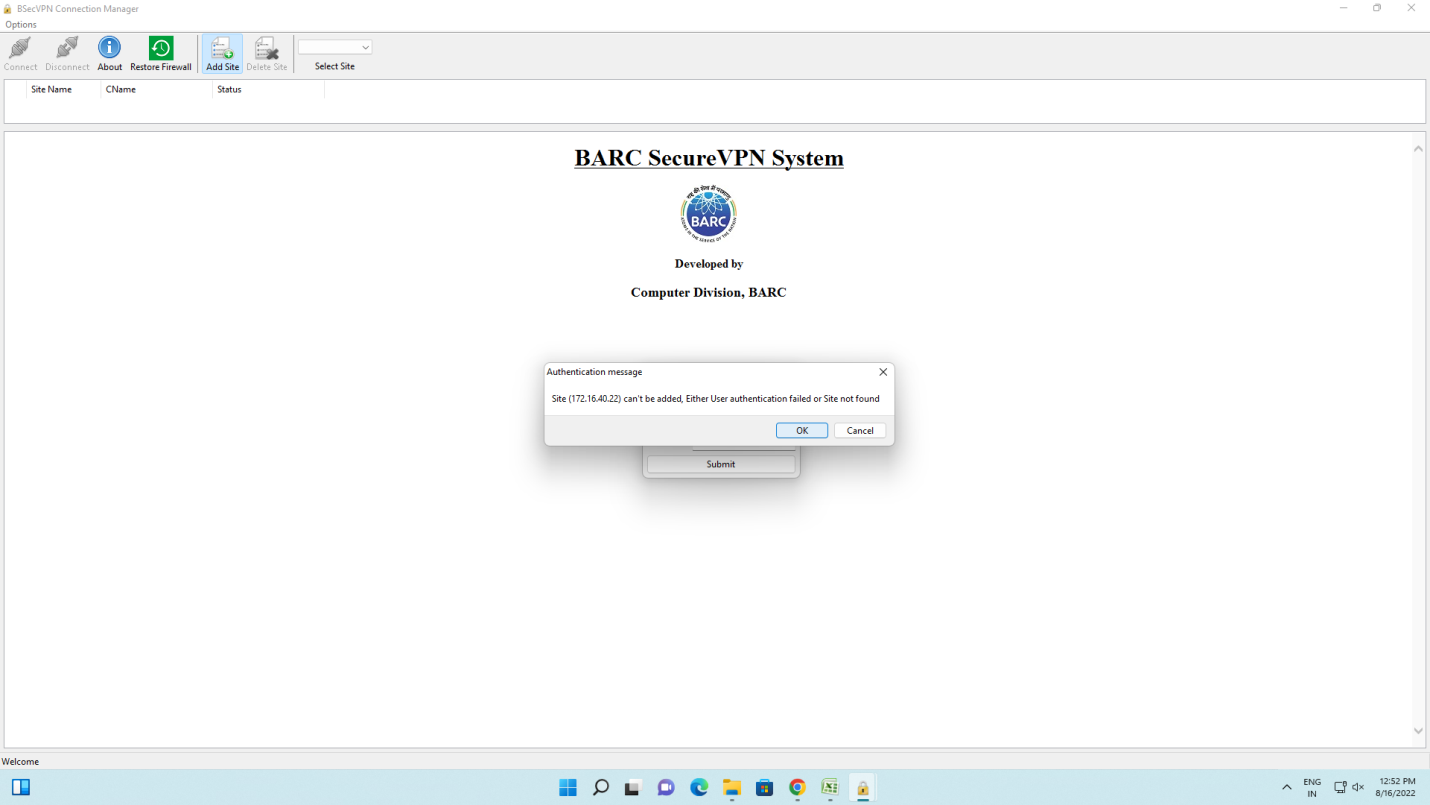 BSecVPN Connection Manager
Options
Connect Disconnect About Restore Firewall Add Site Delete Site Select Site
Site Name CName Status
BARC SecureVPN System
BARC
Developed by
Computer Division, BARC
Authentication message
Site (172.16.40.22) can't be added, Either User authentication failed or Site not found
OK Cancel
Submit
Welcome
ENG
IN
12:52 PM
8/16/2022